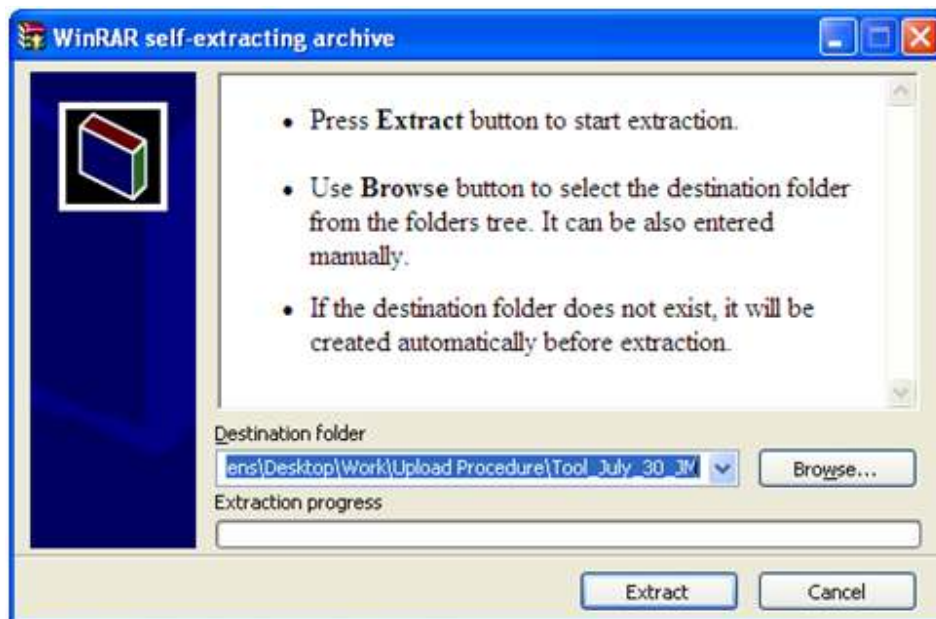 WinRAR self-extracting archive
Press Extract button to start extraction.
Use Browse button to select the destination folder
from the folders tree. It can be also entered
manually.
If the destination folder does not exist, it will be
created automatically before extraction.
Destination folder
ens\Desktop\Work\Upload Procedure\Tool_July_30_JM
Browse...
Extraction progress
Extract
Cancel